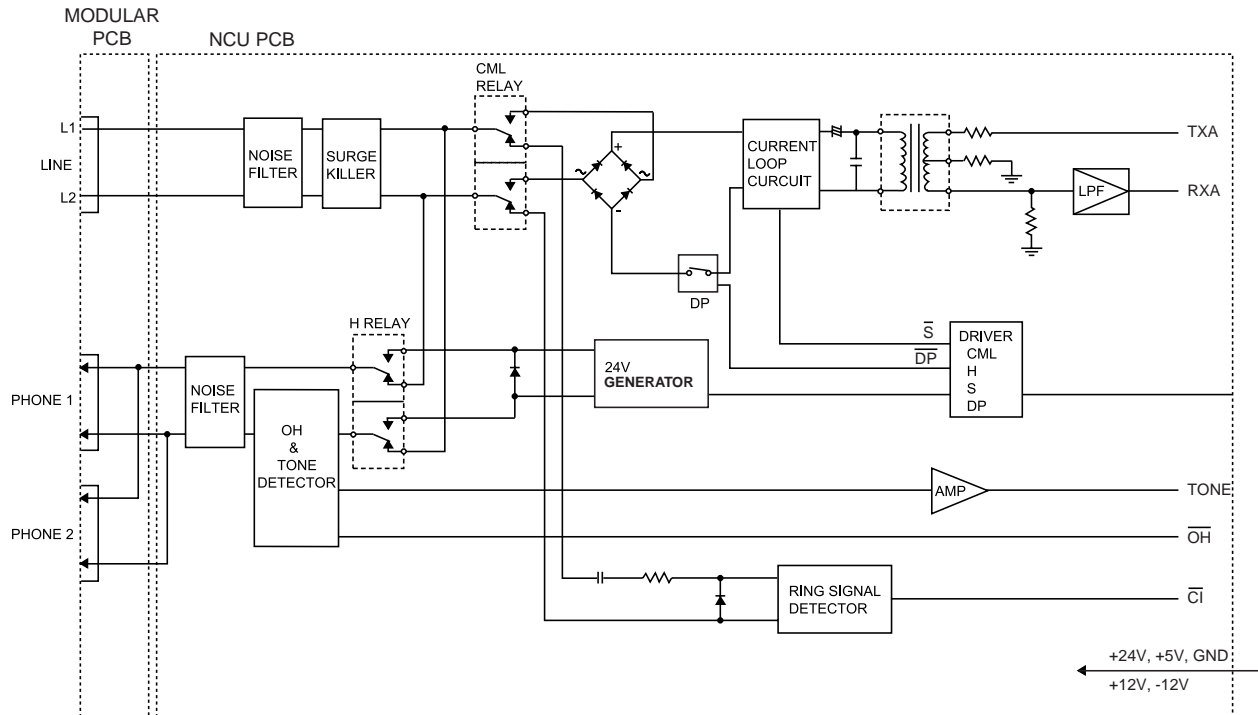 MODULAR
PCB
NCU PCB
CML
RELAY
L1
LINE
L2
NOISE
FILTER
SURGE
KILLER
+
-
CURRENT
LOOP
CURCUIT
TXA
LPF
RXA
DP
H RELAY
S
DP
DRIVER
CML
H
S
DP
24V
GENERATOR
PHONE 1
NOISE
FILTER
OH
&
TONE
DETECTOR
AMP
TONE
PHONE 2
OH
RING SIGNAL
DETECTOR
CI
+24V, +5V, GND
+12V, -12V